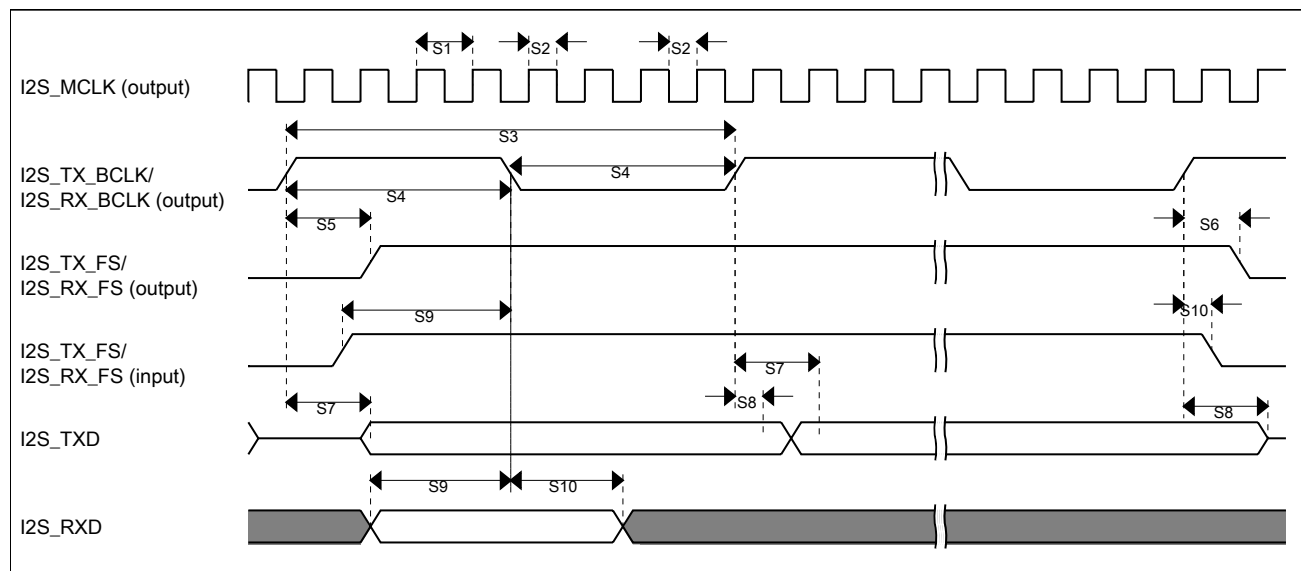 S1
S2
S2
I2S_MCLK (output)
S3
I2S_TX_BCLK/
I2S_RX_BCLK (output)
S4
S4
S5
S6
I2S_TX_FS/
I2S_RX_FS (output)
S9
S10
I2S_TX_FS/
I2S_RX_FS (input)
S7
S7
S8
S8
I2S_TXD
S9
S10
I2S_RXD